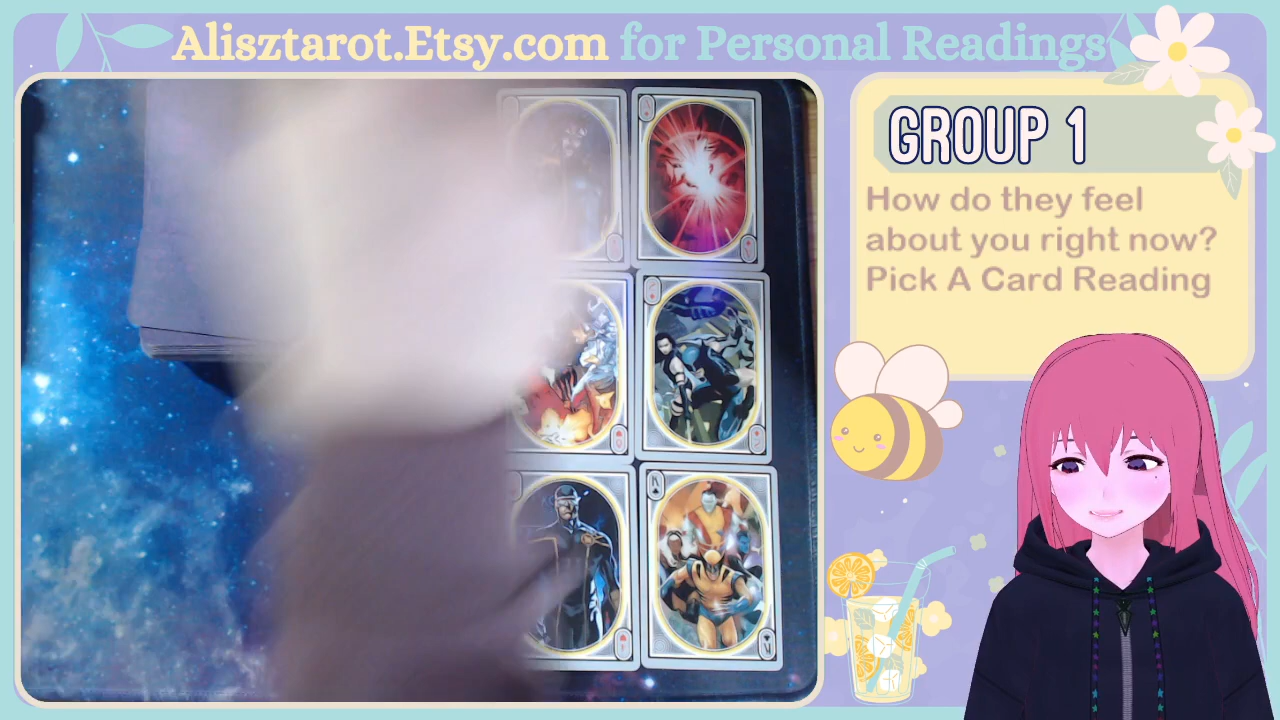 Alisztarot.Etsy.com for Personal Readings
GROUP 1
How do they feel
about you right now?
Pick A Card Reading
A
2
K